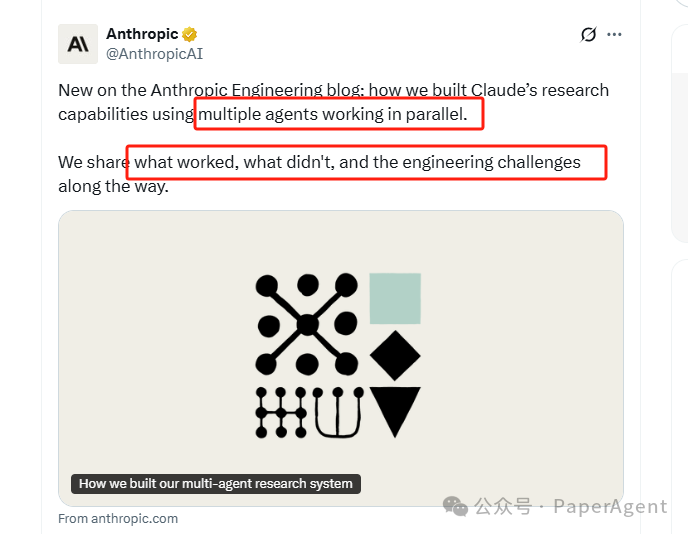 Anthropic
@AnthropicAI
New on the Anthropic Engineering blog: how we built Claude’s research
capabilities using multiple agents working in parallel.
We share what worked, what didn't, and the engineering challenges
along the way.
How we built our multi-agent research system
公众号 · PaperAgent
From anthropic.com